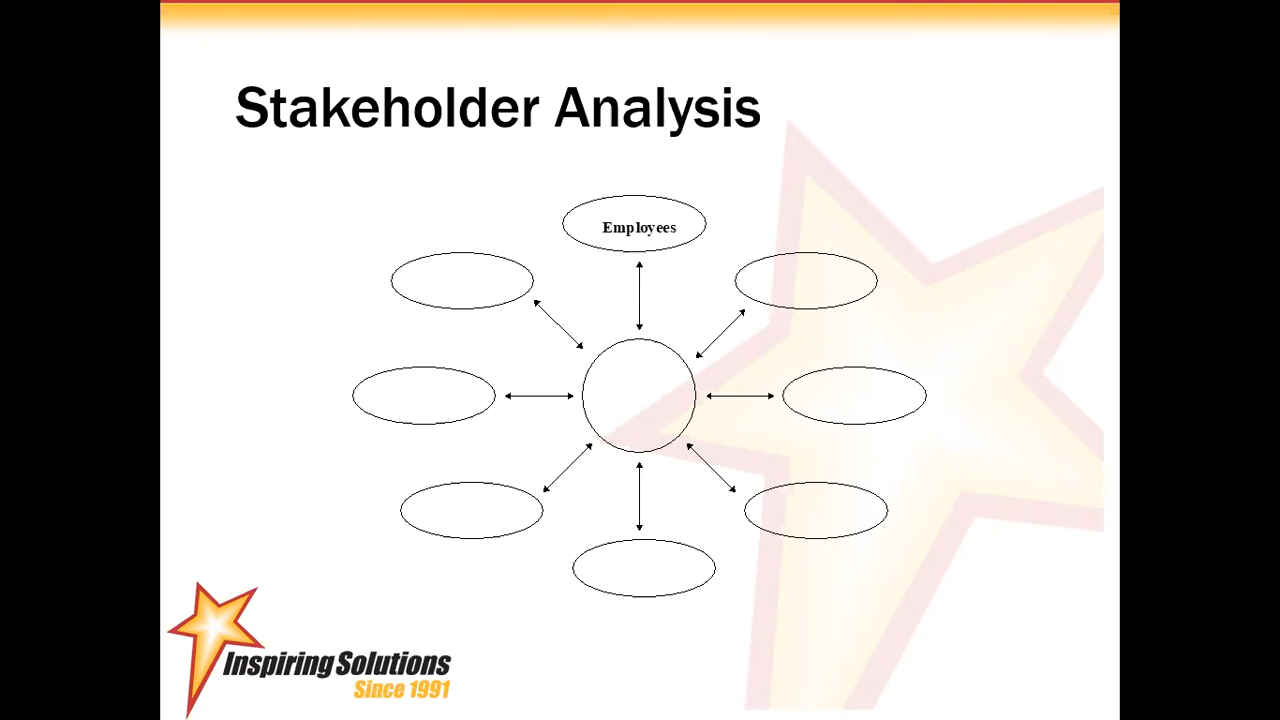 Stakeholder Analysis
Employees
Inspiring Solutions
Since 1991